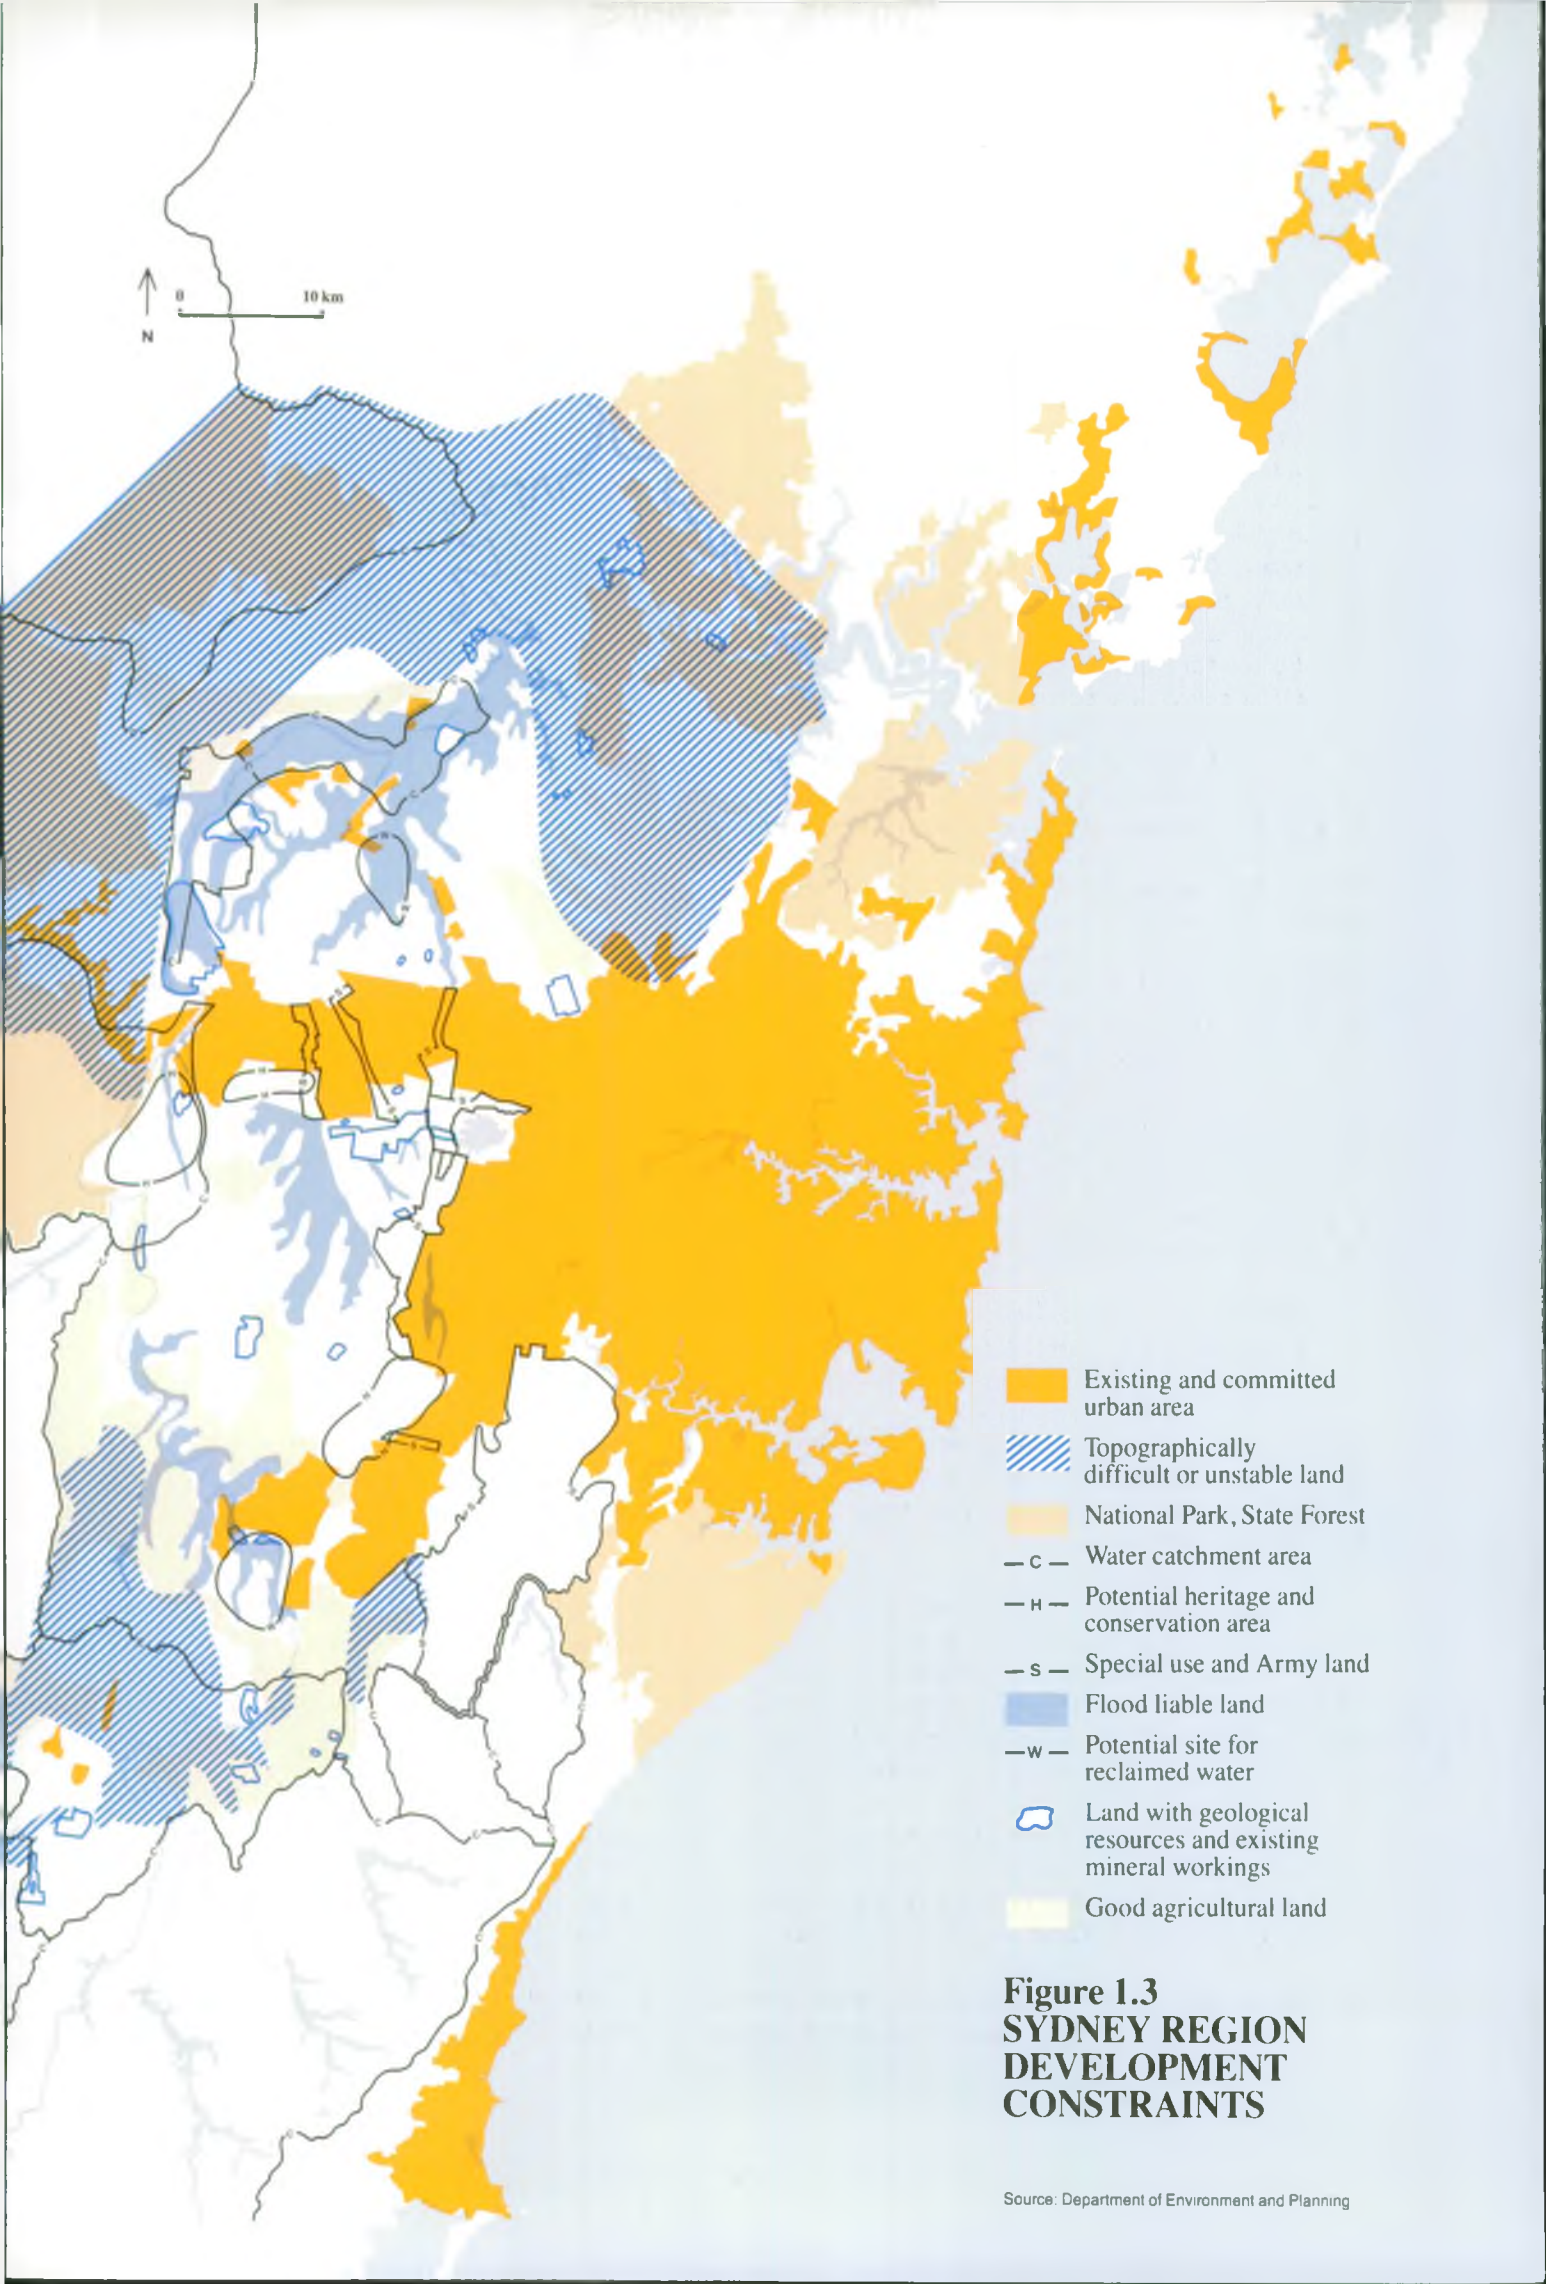 0
10 km
N
Existing and committed
urban area
Topographically
difficult or unstable land
National Park, State Forest
— C — Water catchment area
— H — Potential heritage and
conservation area
— S — Special use and Army land
Flood liable land
— W — Potential site for
reclaimed water
Land with geological
resources and existing
mineral workings
Good agricultural land
Figure 1.3
SYDNEY REGION
DEVELOPMENT
CONSTRAINTS
Source: Department of Environment and Planning